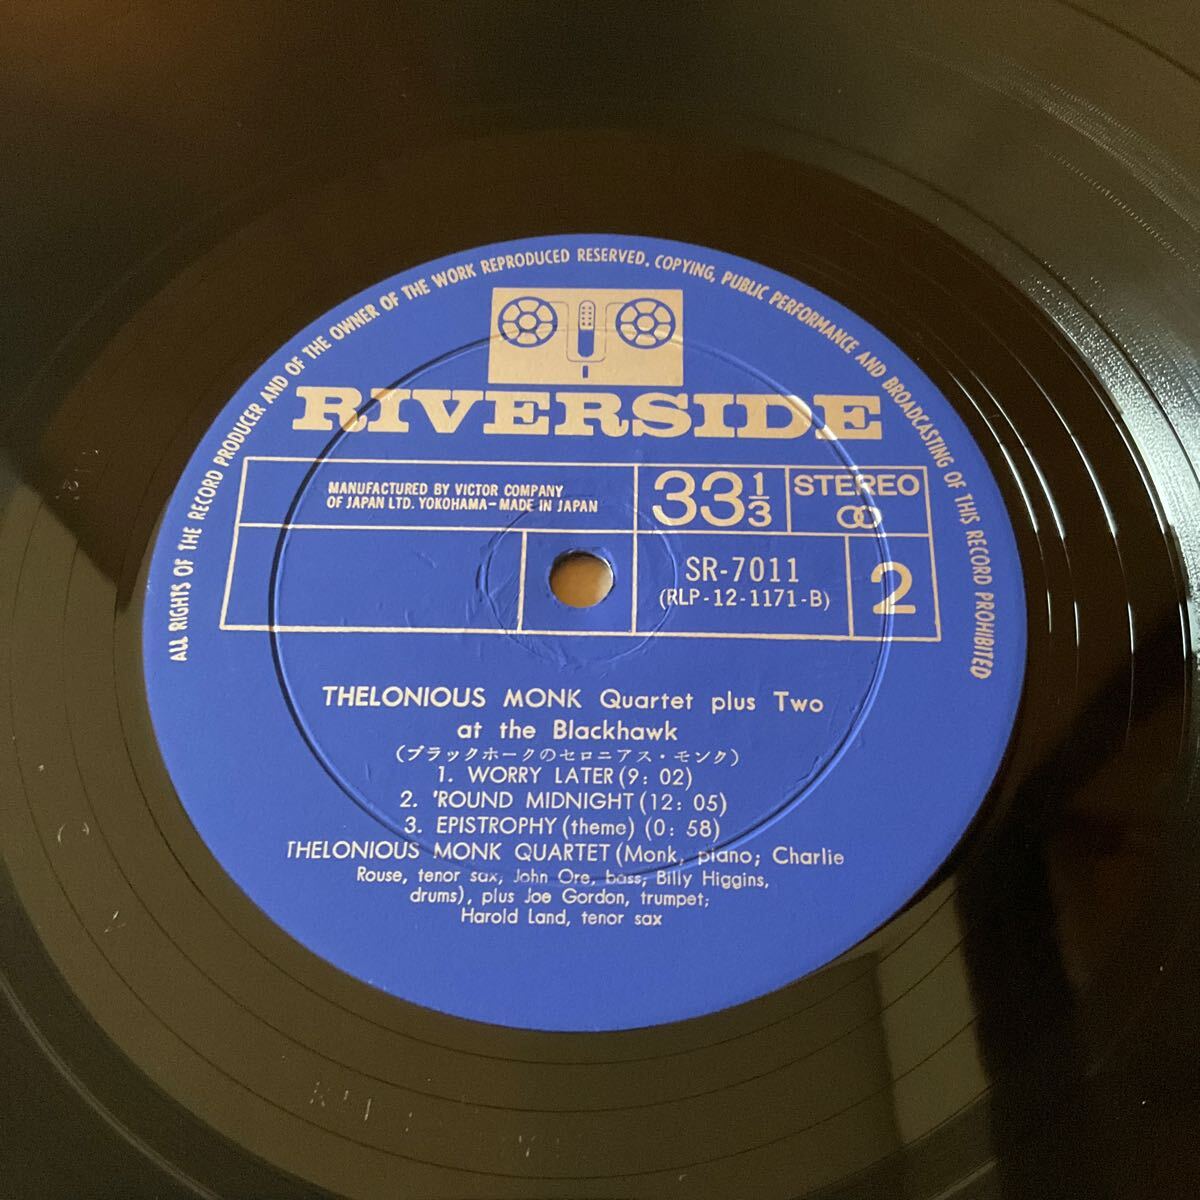 ALL RIGHTS OF THE RECORD PRODUCER AND OF THE OWNER OF THE WORK REPRODUCED RESERVED. COPYING, PUBLIC PERFORMANCE AND BROADCASTING OF THIS RECORD PROHIBITED
RIVERSIDE
MANUFACTURED BY VICTOR COMPANY
OF JAPAN LTD. YOKOHAMA-MADE IN JAPAN
33 1/3
STEREO
SR-7011
(RLP-12-1171-B)
2
THELONIOUS MONK Quartet plus Two
at the Blackhawk
(ブラックホークのセロニアス・モンク)
1. WORRY LATER (9: 02)
2. 'ROUND MIDNIGHT (12: 05)
3. EPISTROPHY (theme) (0: 58)
THELONIOUS MONK QUARTET (Monk, piano; Charlie
Rouse, tenor sax; John Ore, bass; Billy Higgins,
drums), plus Joe Gordon, trumpet;
Harold Land, tenor sax